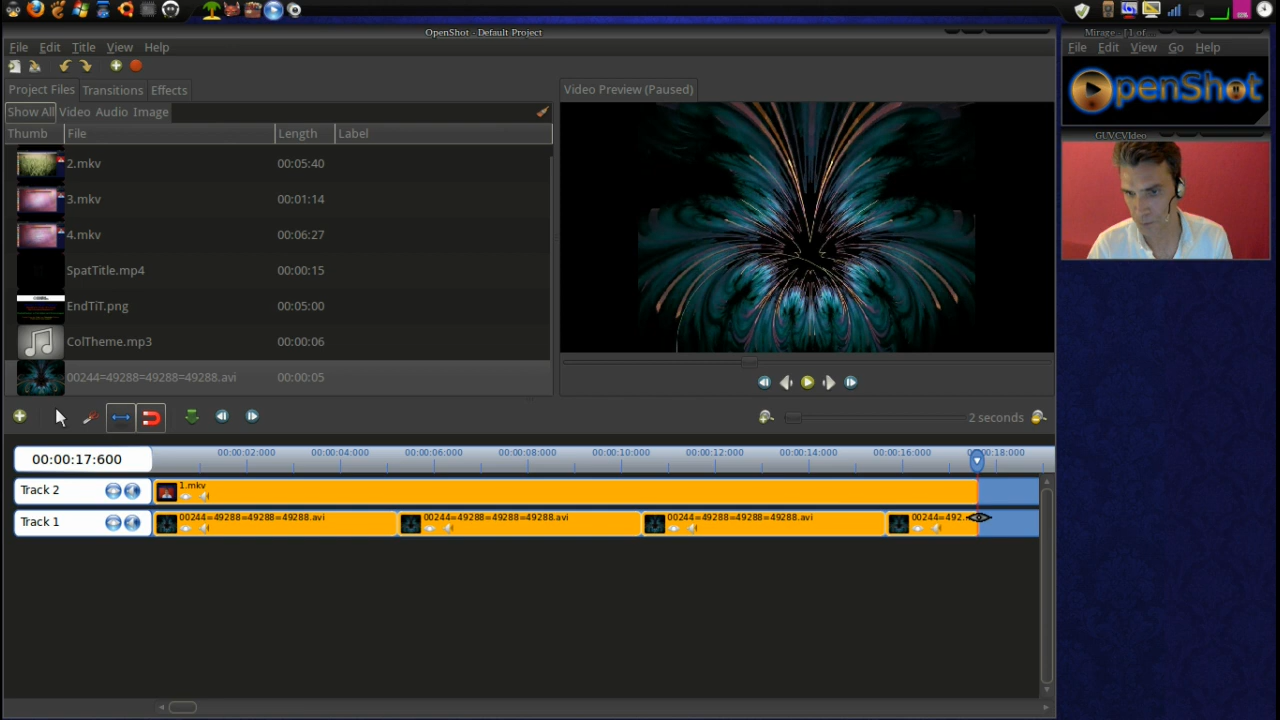 OpenShot - Default Project
File Edit Title View Help
Project Files Transitions Effects
Show All Video Audio Image
Thumb File Length Label
2.mkv 00:05:40
3.mkv 00:01:14
4.mkv 00:06:27
SpatTitle.mp4 00:00:15
EndTiT.png 00:05:00
ColTheme.mp3 00:00:06
00244=49288=49288=49288.avi 00:00:05
Video Preview (Paused)
2 seconds
00:00:17:600
00:00:02:000 00:00:04:000 00:00:06:000 00:00:08:000 00:00:10:000 00:00:12:000 00:00:14:000 00:00:16:000 00:00:18:000
Track 2
1.mkv
Track 1
00244=49288=49288=49288.avi 00244=49288=49288=49288.avi 00244=49288=49288=49288.avi 00244=492...
Mirage - [1 of ...
File Edit View Go Help
OpenShot
GUVCVideo